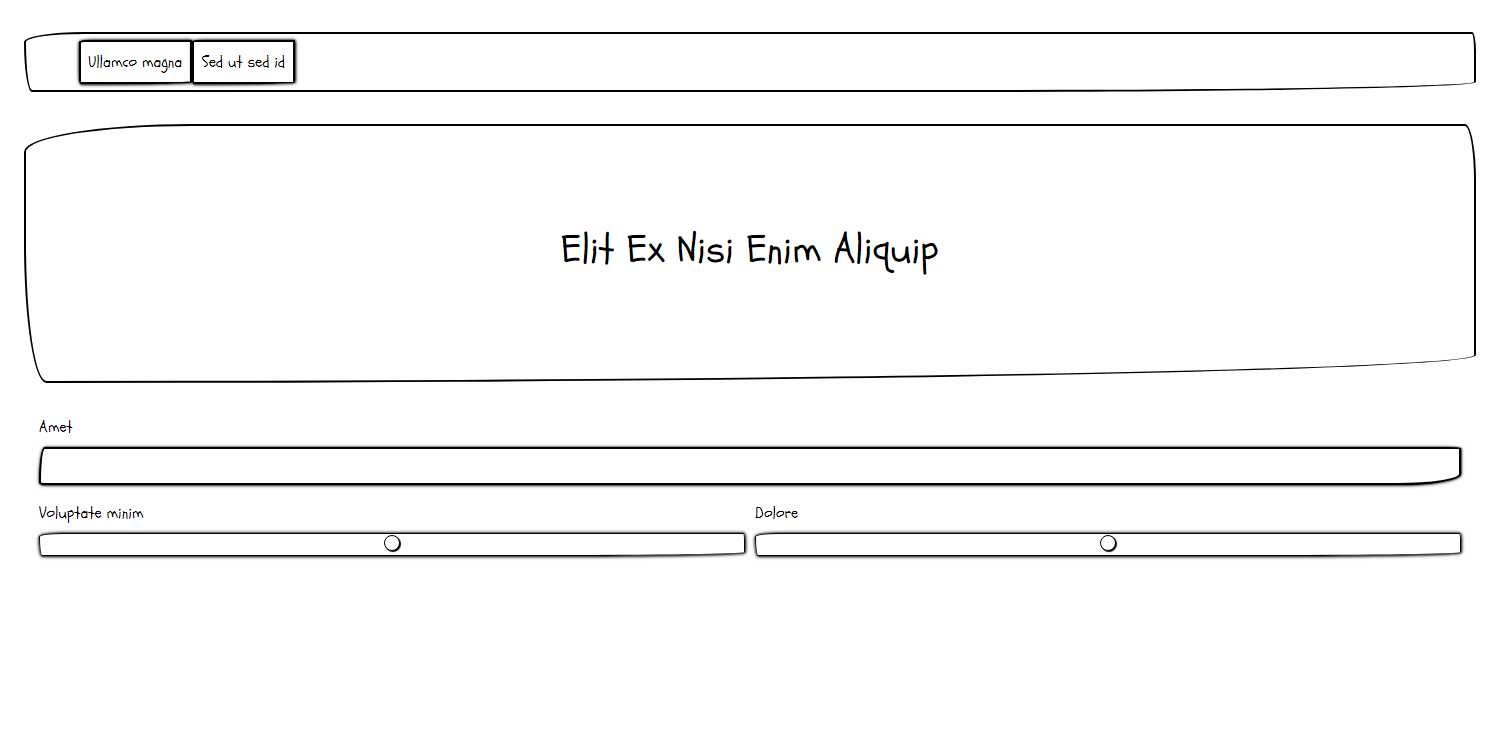 Ullamco magna Sed ut sed id
Elit Ex Nisi Enim Aliquip
Amet
Voluptate minim Dolore